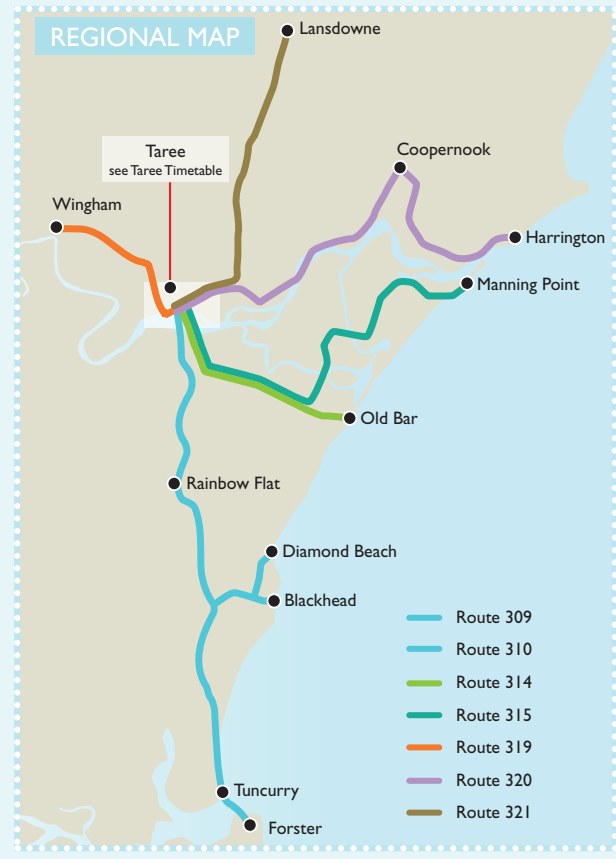 REGIONAL MAP
Lansdowne
Taree
see Taree Timetable
Coopernook
Wingham
Harrington
Manning Point
Old Bar
Rainbow Flat
Diamond Beach
Blackhead
Route 309
Route 310
Route 314
Route 315
Route 319
Route 320
Route 321
Tuncurry
Forster